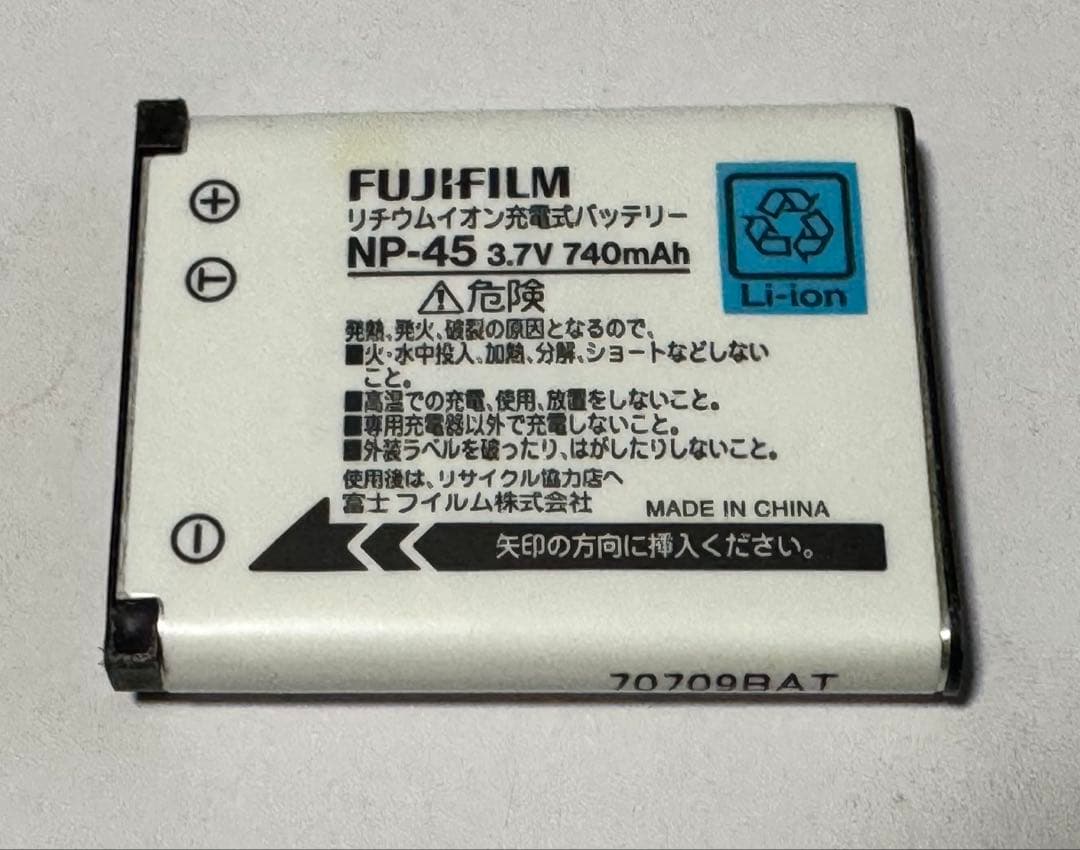 FUJIFILM
リチウムイオン充電式バッテリー
NP-45 3.7V 740mAh
⚠危険
発熱、発火、破裂の原因となるので、
■火・水中投入、加熱、分解、ショートなどしない
こと。
■高温での充電、使用、放置をしないこと。
■専用充電器以外で充電しないこと。
■外装ラベルを破ったり、はがしたりしないこと。
使用後は、リサイクル協力店へ
富士フイルム株式会社 MADE IN CHINA
矢印の方向に挿入ください。
Li-ion
+
T
−
70709BAT